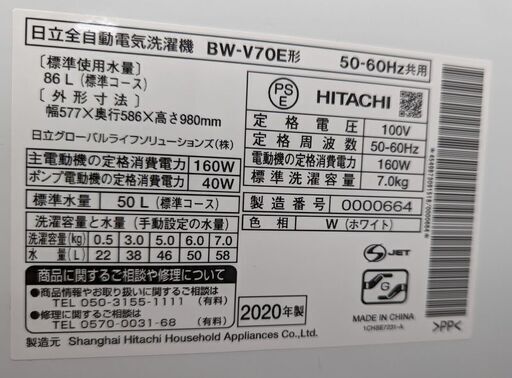 日立全自動電気洗濯機 BW-V70E形 50-60Hz共用
[標準使用水量]
86 L (標準コース)
[外形寸法]
幅577×奥行586×高さ980mm
日立グローバルライフソリューションズ(株)
主電動機の定格消費電力 160W
ポンプ電動機の定格消費電力 40W
標準水量 50 L (標準コース)
洗濯容量と水量 (手動設定の水量)
洗濯容量(kg) 0.5 3.0 5.0 6.0 7.0
水量(L) 22 38 46 50 58
商品に関するご相談や修理について
●商品情報やお取り扱いに関するご相談
TEL 050-3155-1111 (有料)
●修理に関するご相談
TEL 0570-0031-68 (有料)
製造元 Shanghai Hitachi Household Appliances Co., Ltd.
2020年製
PS
E
HITACHI
定格電圧 100V
定格周波数 50-60Hz
電動機の定格消費電力 160W
標準洗濯容量 7.0kg
製造番号 0000664
色相 W (ホワイト)
S JET
G
MADE IN CHINA
>PP<